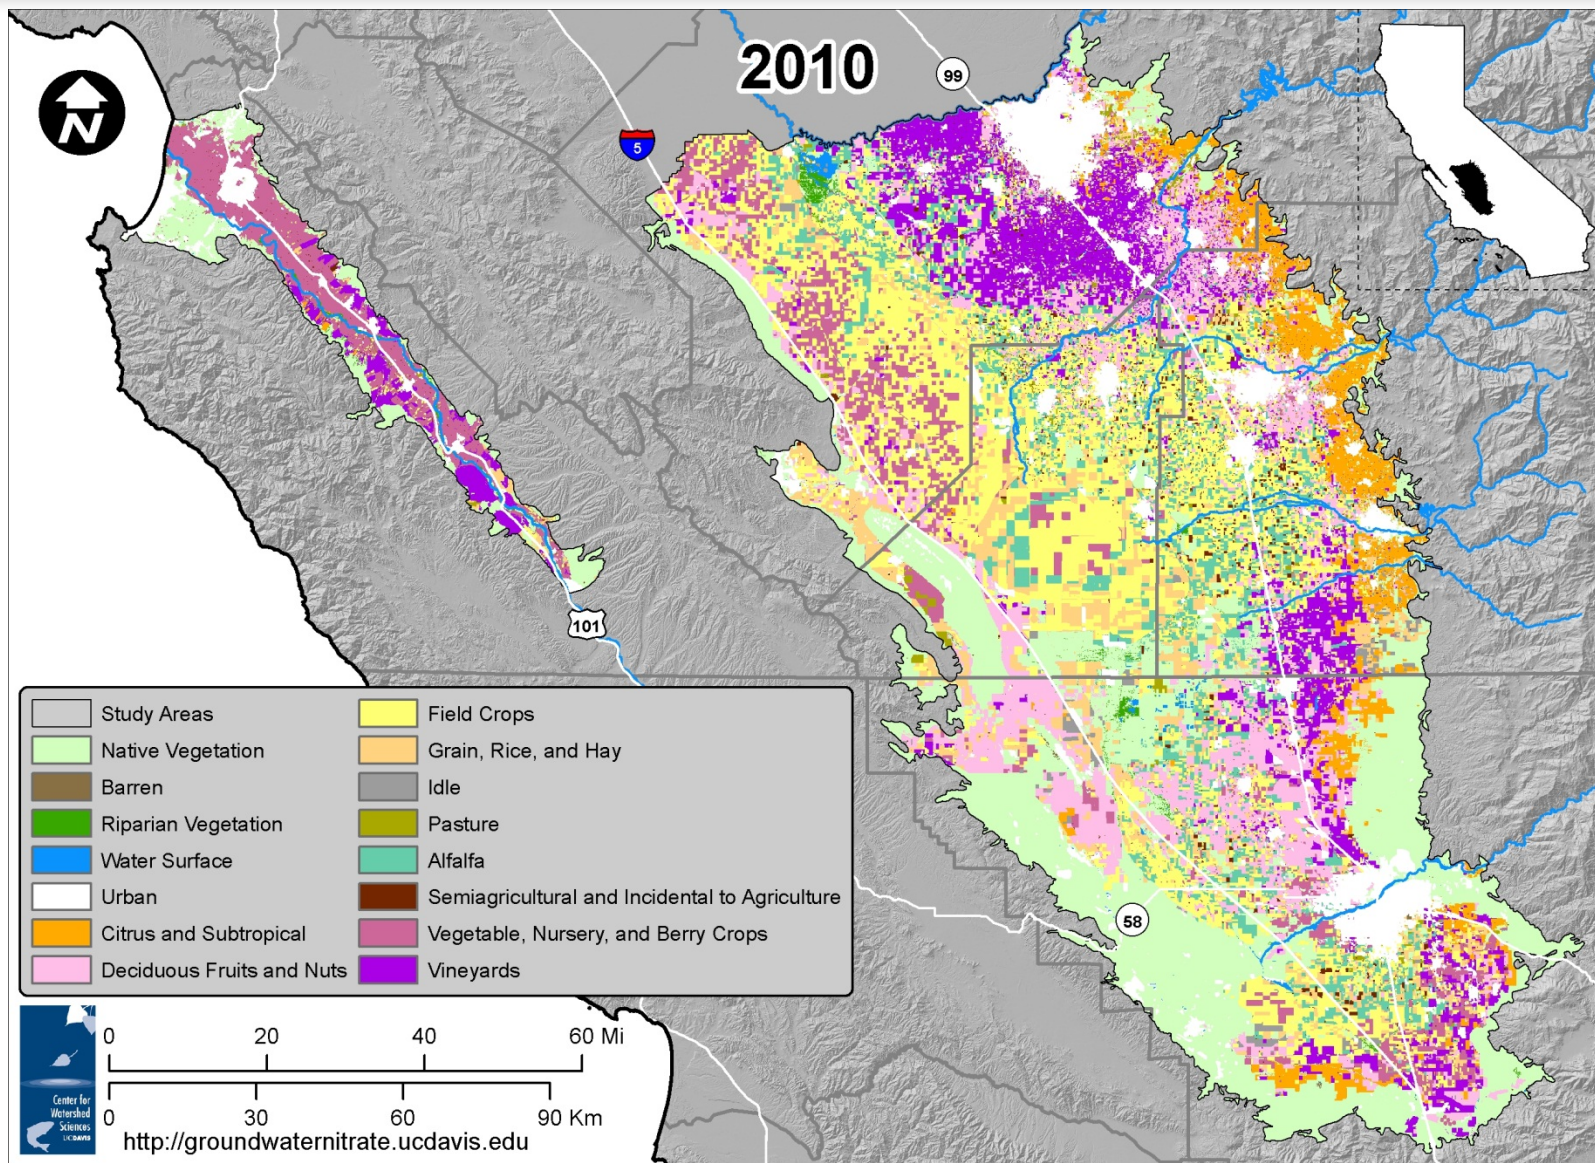 2010
N
99
5
101
58
Study Areas
Native Vegetation
Barren
Riparian Vegetation
Water Surface
Urban
Citrus and Subtropical
Deciduous Fruits and Nuts
Field Crops
Grain, Rice, and Hay
Idle
Pasture
Alfalfa
Semiagricultural and Incidental to Agriculture
Vegetable, Nursery, and Berry Crops
Vineyards
0 20 40 60 Mi
0 30 60 90 Km
Center for
Watershed
Sciences
UCDAVIS
http://groundwaternitrate.ucdavis.edu